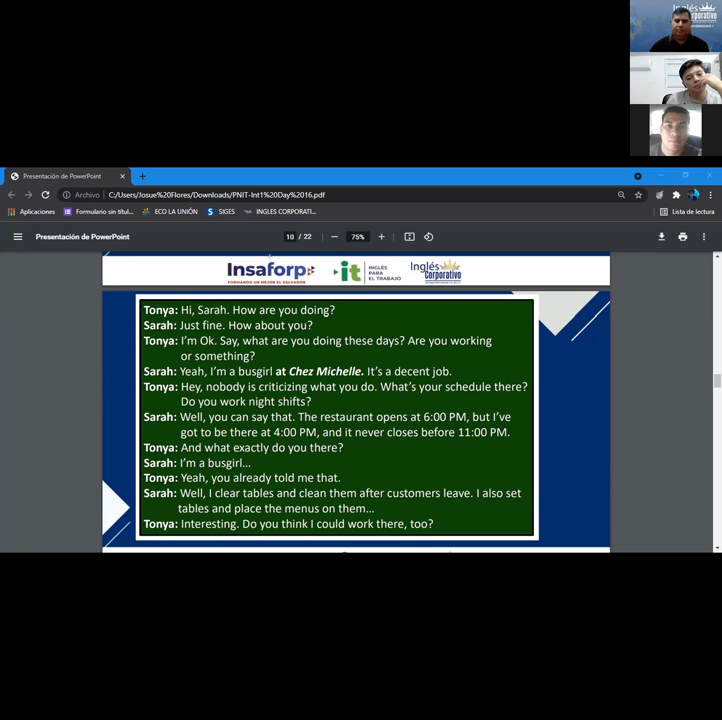 Inglés
Corporativo
Presentación de PowerPoint
Archivo
C:/Users/Josue%20Flores/Downloads/PNIT-Int1%20Day%2016.pdf
Aplicaciones
Formulario sin títul...
ECO LA UNIÓN
SIGES
INGLES CORPORATI...
Lista de lectura
Presentación de PowerPoint
10 / 22
75%
Insaforp
FORMANDO UN MEJOR EL SALVADOR
it
INGLÉS
PARA
EL TRABAJO
Inglés
Corporativo
Tonya: Hi, Sarah. How are you doing?
Sarah: Just fine. How about you?
Tonya: I'm Ok. Say, what are you doing these days? Are you working
or something?
Sarah: Yeah, I'm a busgirl at Chez Michelle. It's a decent job.
Tonya: Hey, nobody is criticizing what you do. What's your schedule there?
Do you work night shifts?
Sarah: Well, you can say that. The restaurant opens at 6:00 PM, but I've
got to be there at 4:00 PM, and it never closes before 11:00 PM.
Tonya: And what exactly do you there?
Sarah: I'm a busgirl...
Tonya: Yeah, you already told me that.
Sarah: Well, I clear tables and clean them after customers leave. I also set
tables and place the menus on them...
Tonya: Interesting. Do you think I could work there, too?